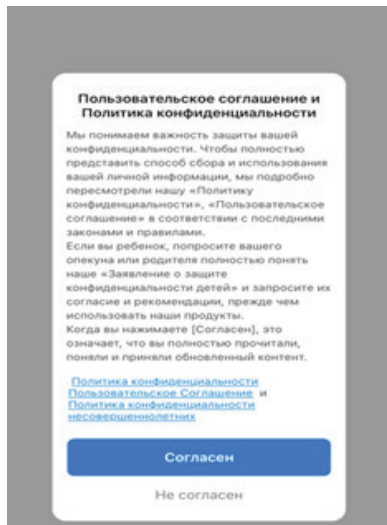 Пользовательское соглашение и
Политика конфиденциальности
Мы понимаем важность защиты вашей
конфиденциальности. Чтобы полностью
представить способ сбора и использования
вашей личной информации, мы подробно
пересмотрели нашу «Политику
конфиденциальности», «Пользовательское
соглашение» в соответствии с последними
законами и правилами.
Если вы ребенок, попросите вашего
опекуна или родителя полностью понять
наше «Заявление о защите
конфиденциальности детей» и запросите их
согласие и рекомендации, прежде чем
использовать наши продукты.
Когда вы нажимаете [Согласен], это
означает, что вы полностью прочитали,
поняли и приняли обновленный контент.
Политика конфиденциальности
Пользовательское Соглашение и
Политика конфиденциальности
несовершеннолетних
Согласен
Не согласен